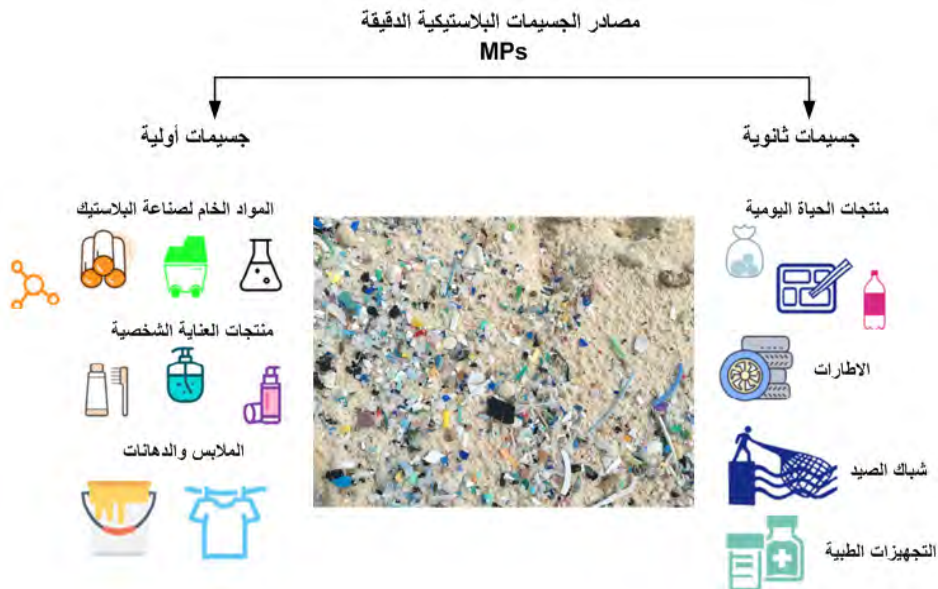 مصادر الجسيمات البلاستيكية الدقيقة
MPs
جسيمات ثانوية
جسيمات أولية
منتجات الحياة اليومية
الاطارات
شباك الصيد
التجهيزات الطبية
المواد الخام لصناعة البلاستيك
منتجات العناية الشخصية
الملابس والدهانات